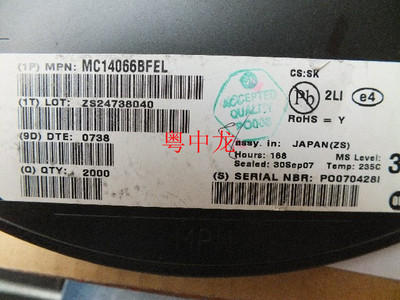 (1P) MPN: MC14066BFEL
CS:SK
Pb 2LI e4
RoHS = Y
ACCEPTED
QUALITY
(1T) LOT: ZS24738040
粤中龙
(9D) DTE: 0738
Assy. in: JAPAN(ZS)
Hours: 168 MS Level: 3
Sealed: 30Sep07 Temp: 235C
(Q) QTY: 2000
(S) SERIAL NBR: P0070428I